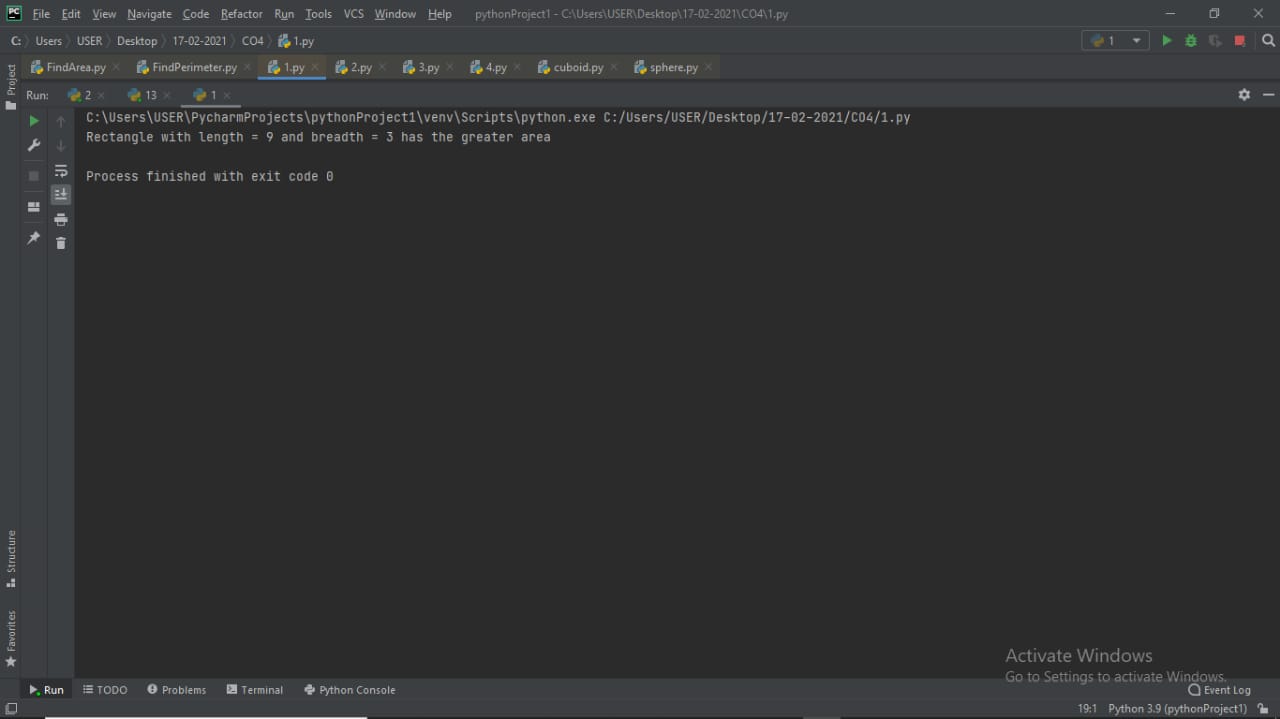 PC File Edit View Navigate Code Refactor Run Tools VCS Window Help pythonProject1 - C:\Users\USER\Desktop\17-02-2021\CO4\1.py
C: Users USER Desktop 17-02-2021 CO4 1.py 1
Project
FindArea.py FindPerimeter.py 1.py 2.py 3.py 4.py cuboid.py sphere.py
Run: 2 13 1
C:\Users\USER\PycharmProjects\pythonProject1\venv\Scripts\python.exe C:/Users/USER/Desktop/17-02-2021/CO4/1.py
Rectangle with length = 9 and breadth = 3 has the greater area
Process finished with exit code 0
Structure
Favorites
Activate Windows
Go to Settings to activate Windows.
Run TODO Problems Terminal Python Console Event Log
19:1 Python 3.9 (pythonProject1)